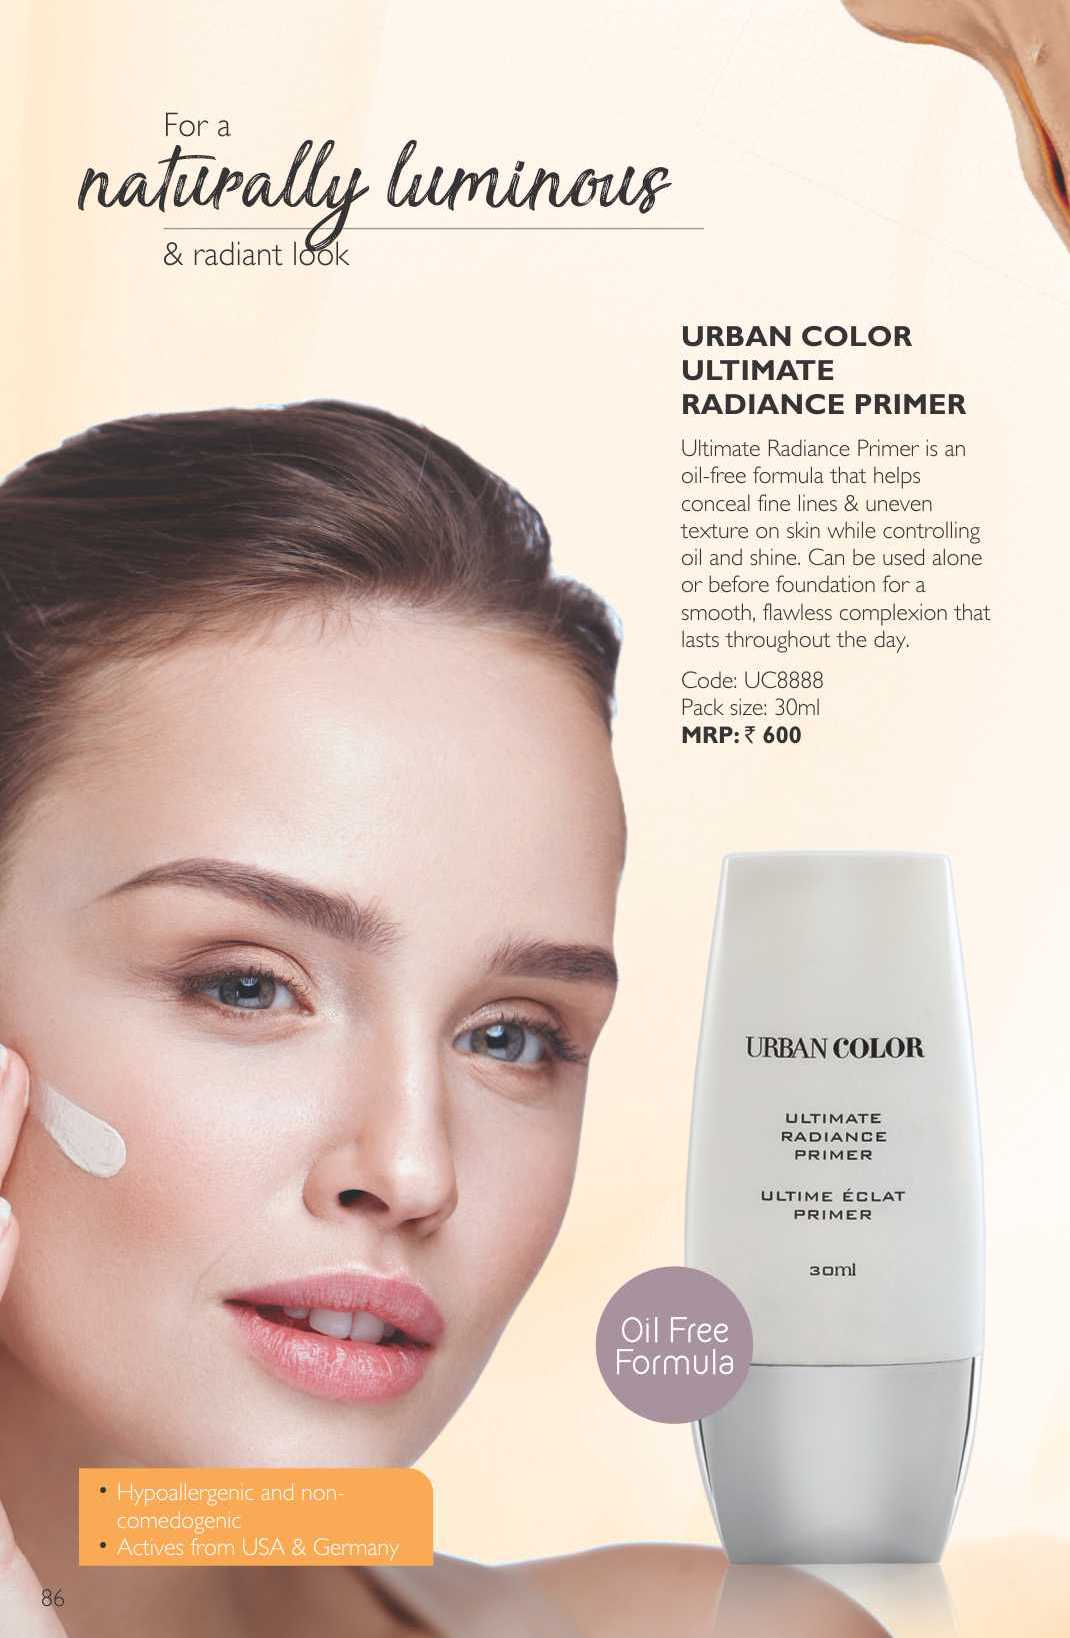 For a
naturally luminous
& radiant look
URBAN COLOR
ULTIMATE
RADIANCE PRIMER
Ultimate Radiance Primer is an
oil-free formula that helps
conceal fine lines & uneven
texture on skin while controlling
oil and shine. Can be used alone
or before foundation for a
smooth, flawless complexion that
lasts throughout the day.
Code: UC8888
Pack size: 30ml
MRP: ₹ 600
URBAN COLOR
ULTIMATE
RADIANCE
PRIMER
ULTIME ÉCLAT
PRIMER
30ml
Oil Free
Formula
• Hypoallergenic and non-
comedogenic
• Actives from USA & Germany
86